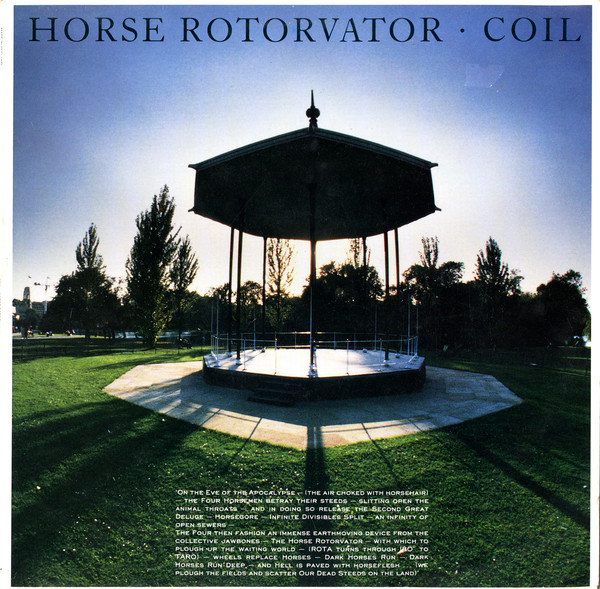 HORSE ROTORVATOR · COIL
'On the Eve of the Apocalypse – (the air choked with horsehair)
– the Four Horsemen betray their steeds – slitting open the
animal throats – and in doing so release the Second Great
Deluge – Horsegore – Infinite Divisibles Split – an infinity of
open sewers
The Four then fashion an immense earthmoving device from the
collective jawbones – The Horse Rotorvator – with which to
plough up the waiting world – (ROTA turns through 180° to
TARO) – wheels replace Horses – Dark Horses Run – Dark
Horses Run Deep – and Hell is paved with horseflesh . . . (we
plough the fields and scatter Our Dead Steeds on the land)'